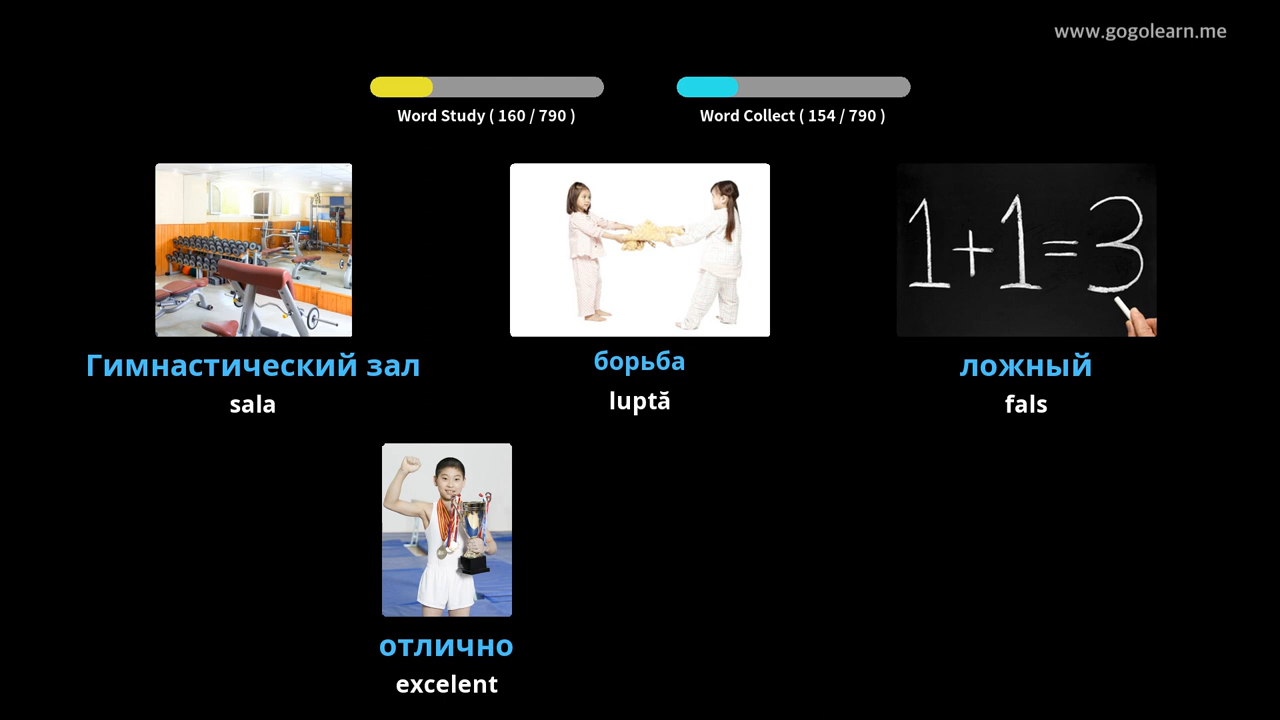 www.gogolearn.me
Word Study ( 160 / 790 )
Word Collect ( 154 / 790 )
1+1=3
Гимнастический зал
sala
борьба
luptă
ложный
fals
отлично
excelent